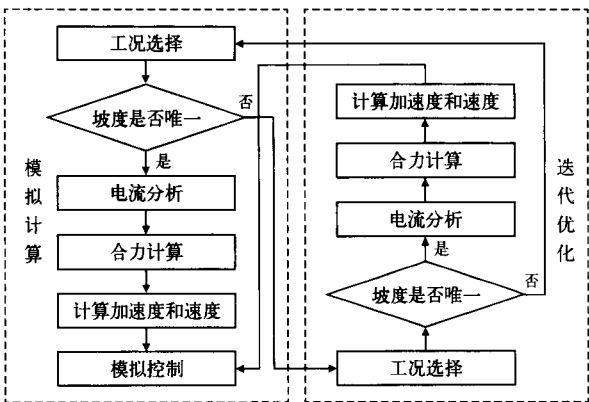 工况选择
坡度是否唯一
否
是
电流分析
合力计算
计算加速度和速度
模拟控制
模拟计算
计算加速度和速度
合力计算
电流分析
是
坡度是否唯一
否
工况选择
迭代优化